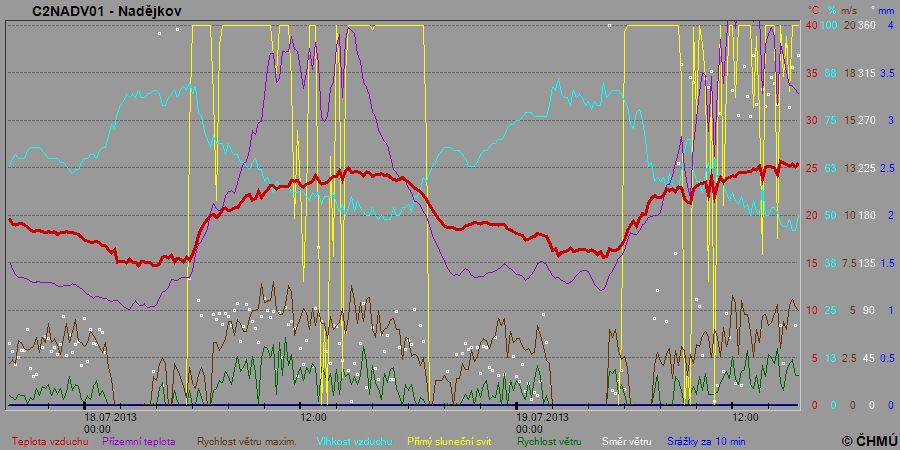 C2NADV01 - Nadějkov
°C % m/s ° mm
40 100 20 360 4
35 88 18 315 3.5
30 75 15 270 3
25 63 13 225 2.5
20 50 10 180 2
15 38 7.5 135 1.5
10 25 5 90 1
5 13 2.5 45 0.5
0 0 0 0 0
18.07.2013 12:00 19.07.2013 12:00
00:00 00:00
Teplota vzduchu Přízemní teplota Rychlost větru maxim. Vlhkost vzduchu Přímý sluneční svit Rychlost větru Směr větru Srážky za 10 min © ČHMÚ